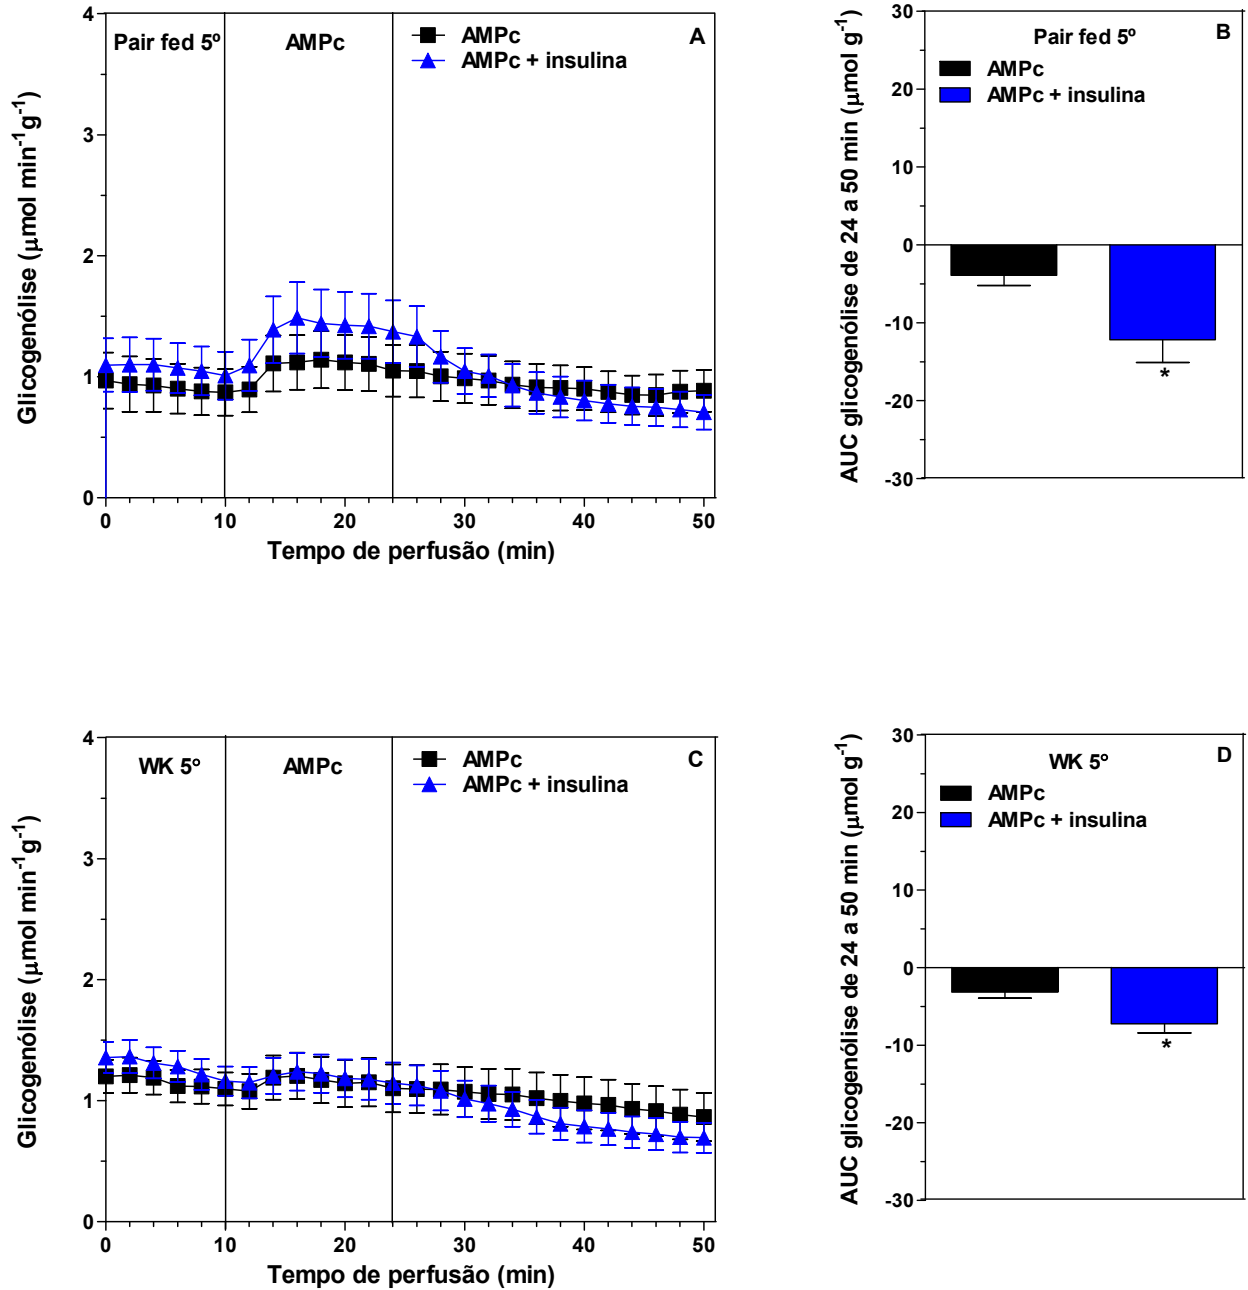 Pair fed 5º
AMPc
AMPc
AMPc + insulina
A
Glicogenólise (μmol min⁻¹g⁻¹)
4
3
2
1
0
0
10
20
30
40
50
Tempo de perfusão (min)
B
Pair fed 5º
AMPc
AMPc + insulina
AUC glicogenólise de 24 a 50 min (μmol g⁻¹)
30
20
10
0
-10
-20
-30
*
WK 5º
AMPc
AMPc
AMPc + insulina
C
Glicogenólise (μmol min⁻¹g⁻¹)
4
3
2
1
0
0
10
20
30
40
50
Tempo de perfusão (min)
D
WK 5º
AMPc
AMPc + insulina
AUC glicogenólise de 24 a 50 min (μmol g⁻¹)
30
20
10
0
-10
-20
-30
*